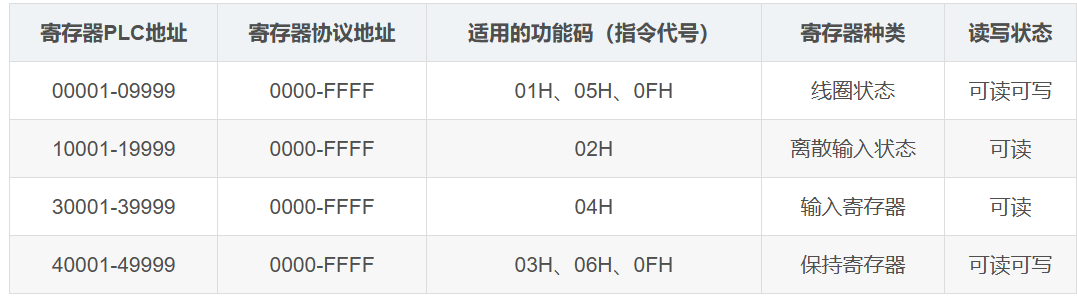 寄存器PLC地址 寄存器协议地址 适用的功能码（指令代号） 寄存器种类 读写状态
00001-09999 0000-FFFF 01H、05H、0FH 线圈状态 可读可写
10001-19999 0000-FFFF 02H 离散输入状态 可读
30001-39999 0000-FFFF 04H 输入寄存器 可读
40001-49999 0000-FFFF 03H、06H、0FH 保持寄存器 可读可写